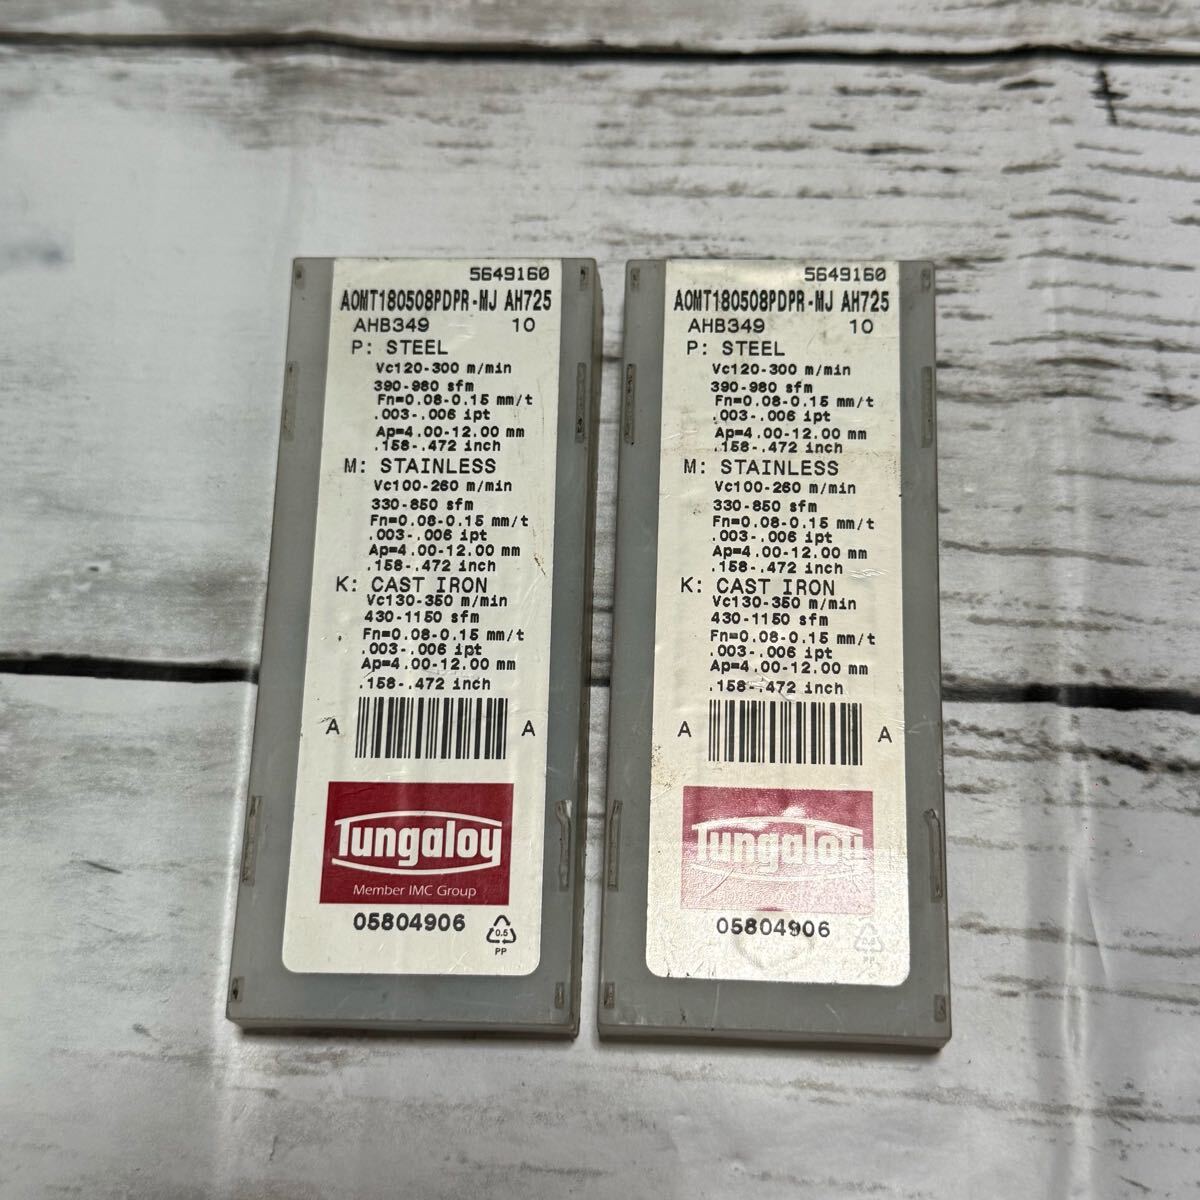 5649160
AOMT180508PDPR-MJ AH725
AHB349 10
P: STEEL
Vc120-300 m/min
390-980 sfm
Fn=0.08-0.15 mm/t
.003-.006 ipt
Ap=4.00-12.00 mm
.158-.472 inch
M: STAINLESS
Vc100-260 m/min
330-850 sfm
Fn=0.08-0.15 mm/t
.003-.006 ipt
Ap=4.00-12.00 mm
.158-.472 inch
K: CAST IRON
Vc130-350 m/min
430-1150 sfm
Fn=0.08-0.15 mm/t
.003-.006 ipt
Ap=4.00-12.00 mm
.158-.472 inch
A A
Tungaloy
Member IMC Group
05804906
0.5
PP
5649160
AOMT180508PDPR-MJ AH725
AHB349 10
P: STEEL
Vc120-300 m/min
390-980 sfm
Fn=0.08-0.15 mm/t
.003-.006 ipt
Ap=4.00-12.00 mm
.158-.472 inch
M: STAINLESS
Vc100-260 m/min
330-850 sfm
Fn=0.08-0.15 mm/t
.003-.006 ipt
Ap=4.00-12.00 mm
.158-.472 inch
K: CAST IRON
Vc130-350 m/min
430-1150 sfm
Fn=0.08-0.15 mm/t
.003-.006 ipt
Ap=4.00-12.00 mm
.158-.472 inch
A A
Tungaloy
05804906
PP